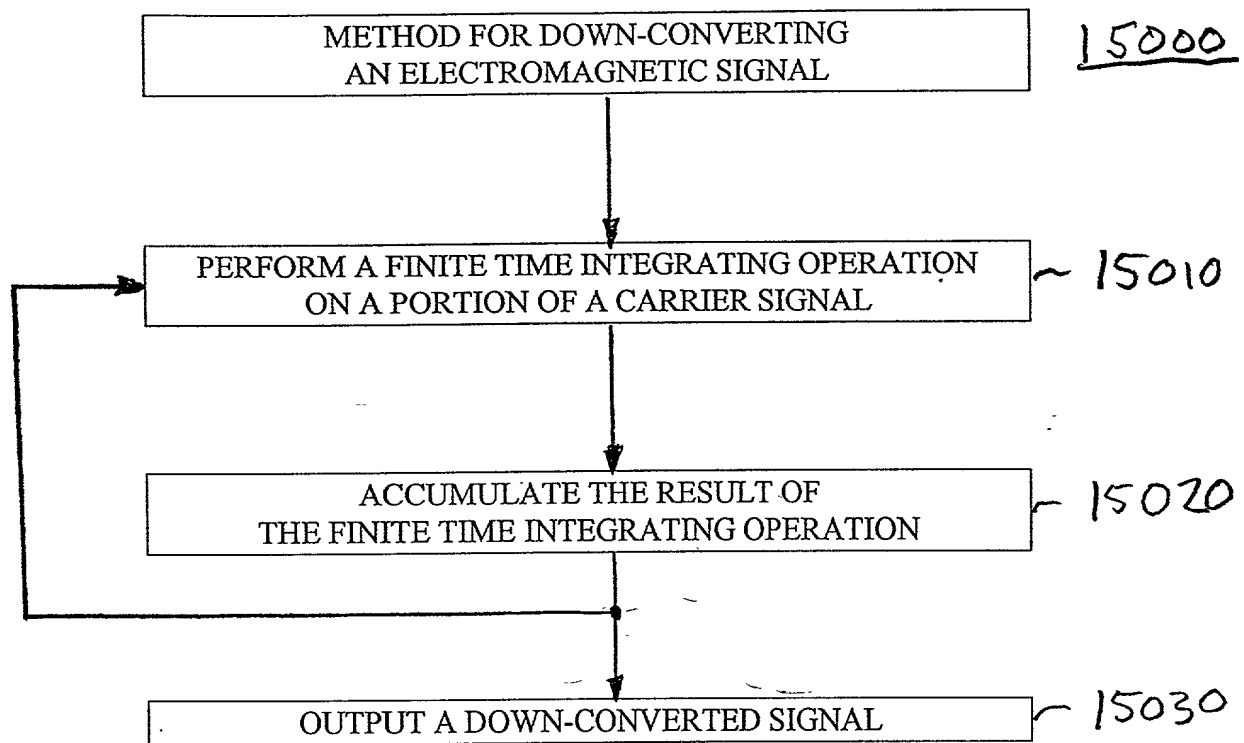 METHOD FOR DOWN-CONVERTING
AN ELECTROMAGNETIC SIGNAL
15000
PERFORM A FINITE TIME INTEGRATING OPERATION
ON A PORTION OF A CARRIER SIGNAL
15010
ACCUMULATE THE RESULT OF
THE FINITE TIME INTEGRATING OPERATION
15020
OUTPUT A DOWN-CONVERTED SIGNAL
15030